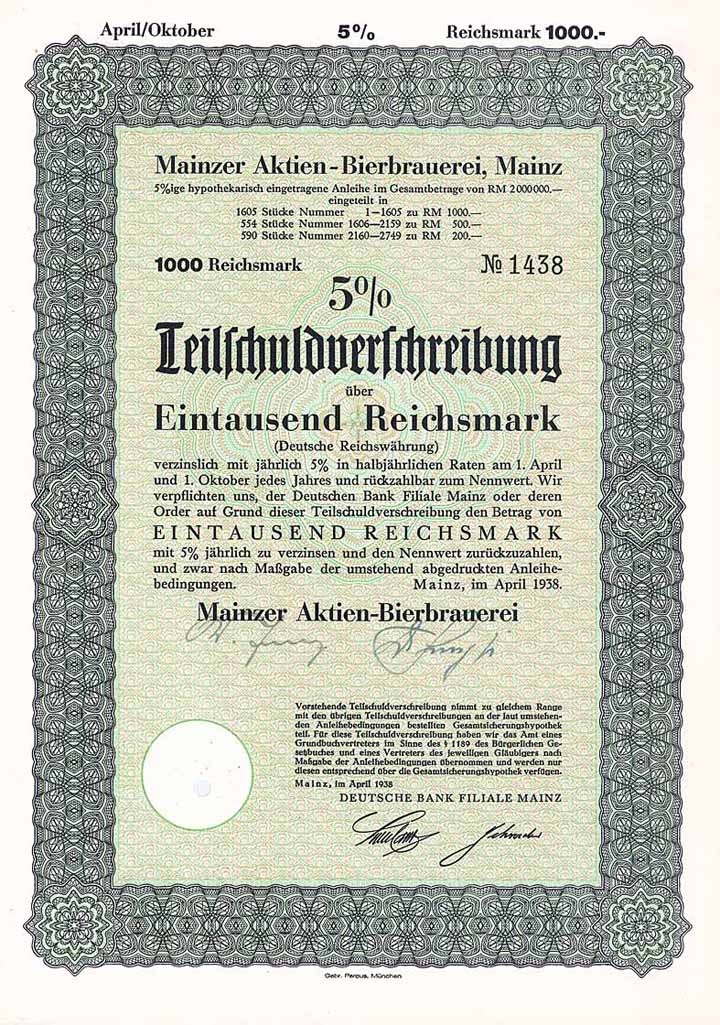 April/Oktober 5% Reichsmark 1000.-
Mainzer Aktien-Bierbrauerei, Mainz
5%ige hypothekarisch eingetragene Anleihe im Gesamtbetrage von RM 2000000.—
eingeteilt in
1605 Stücke Nummer 1—1605 zu RM 1000.—
554 Stücke Nummer 1606—2159 zu RM 500.—
590 Stücke Nummer 2160—2749 zu RM 200.—
1000 Reichsmark № 1438
5%
Teilschuldverschreibung
über
Eintausend Reichsmark
(Deutsche Reichswährung)
verzinslich mit jährlich 5% in halbjährlichen Raten am 1. April
und 1. Oktober jedes Jahres und rückzahlbar zum Nennwert. Wir
verpflichten uns, der Deutschen Bank Filiale Mainz oder deren
Order auf Grund dieser Teilschuldverschreibung den Betrag von
EINTAUSEND REICHSMARK
mit 5% jährlich zu verzinsen und den Nennwert zurückzuzahlen,
und zwar nach Maßgabe der umstehend abgedruckten Anleihe-
bedingungen. Mainz, im April 1938.
Mainzer Aktien-Bierbrauerei
Vorstehende Teilschuldverschreibung nimmt zu gleichem Range
mit den übrigen Teilschuldverschreibungen an der laut umstehen-
den Anleihebedingungen bestellten Gesamtsicherungshypothek
teil. Für diese Teilschuldverschreibung haben wir das Amt eines
Grundbuchvertreters im Sinne des § 1189 des Bürgerlichen Ge-
setzbuches und eines Vertreters des jeweiligen Gläubigers nach
Maßgabe der Anleihebedingungen übernommen und werden nur
diesen entsprechend über die Gesamtsicherungshypothek verfügen.
Mainz, im April 1938
DEUTSCHE BANK FILIALE MAINZ
Gebr. Parcus, München